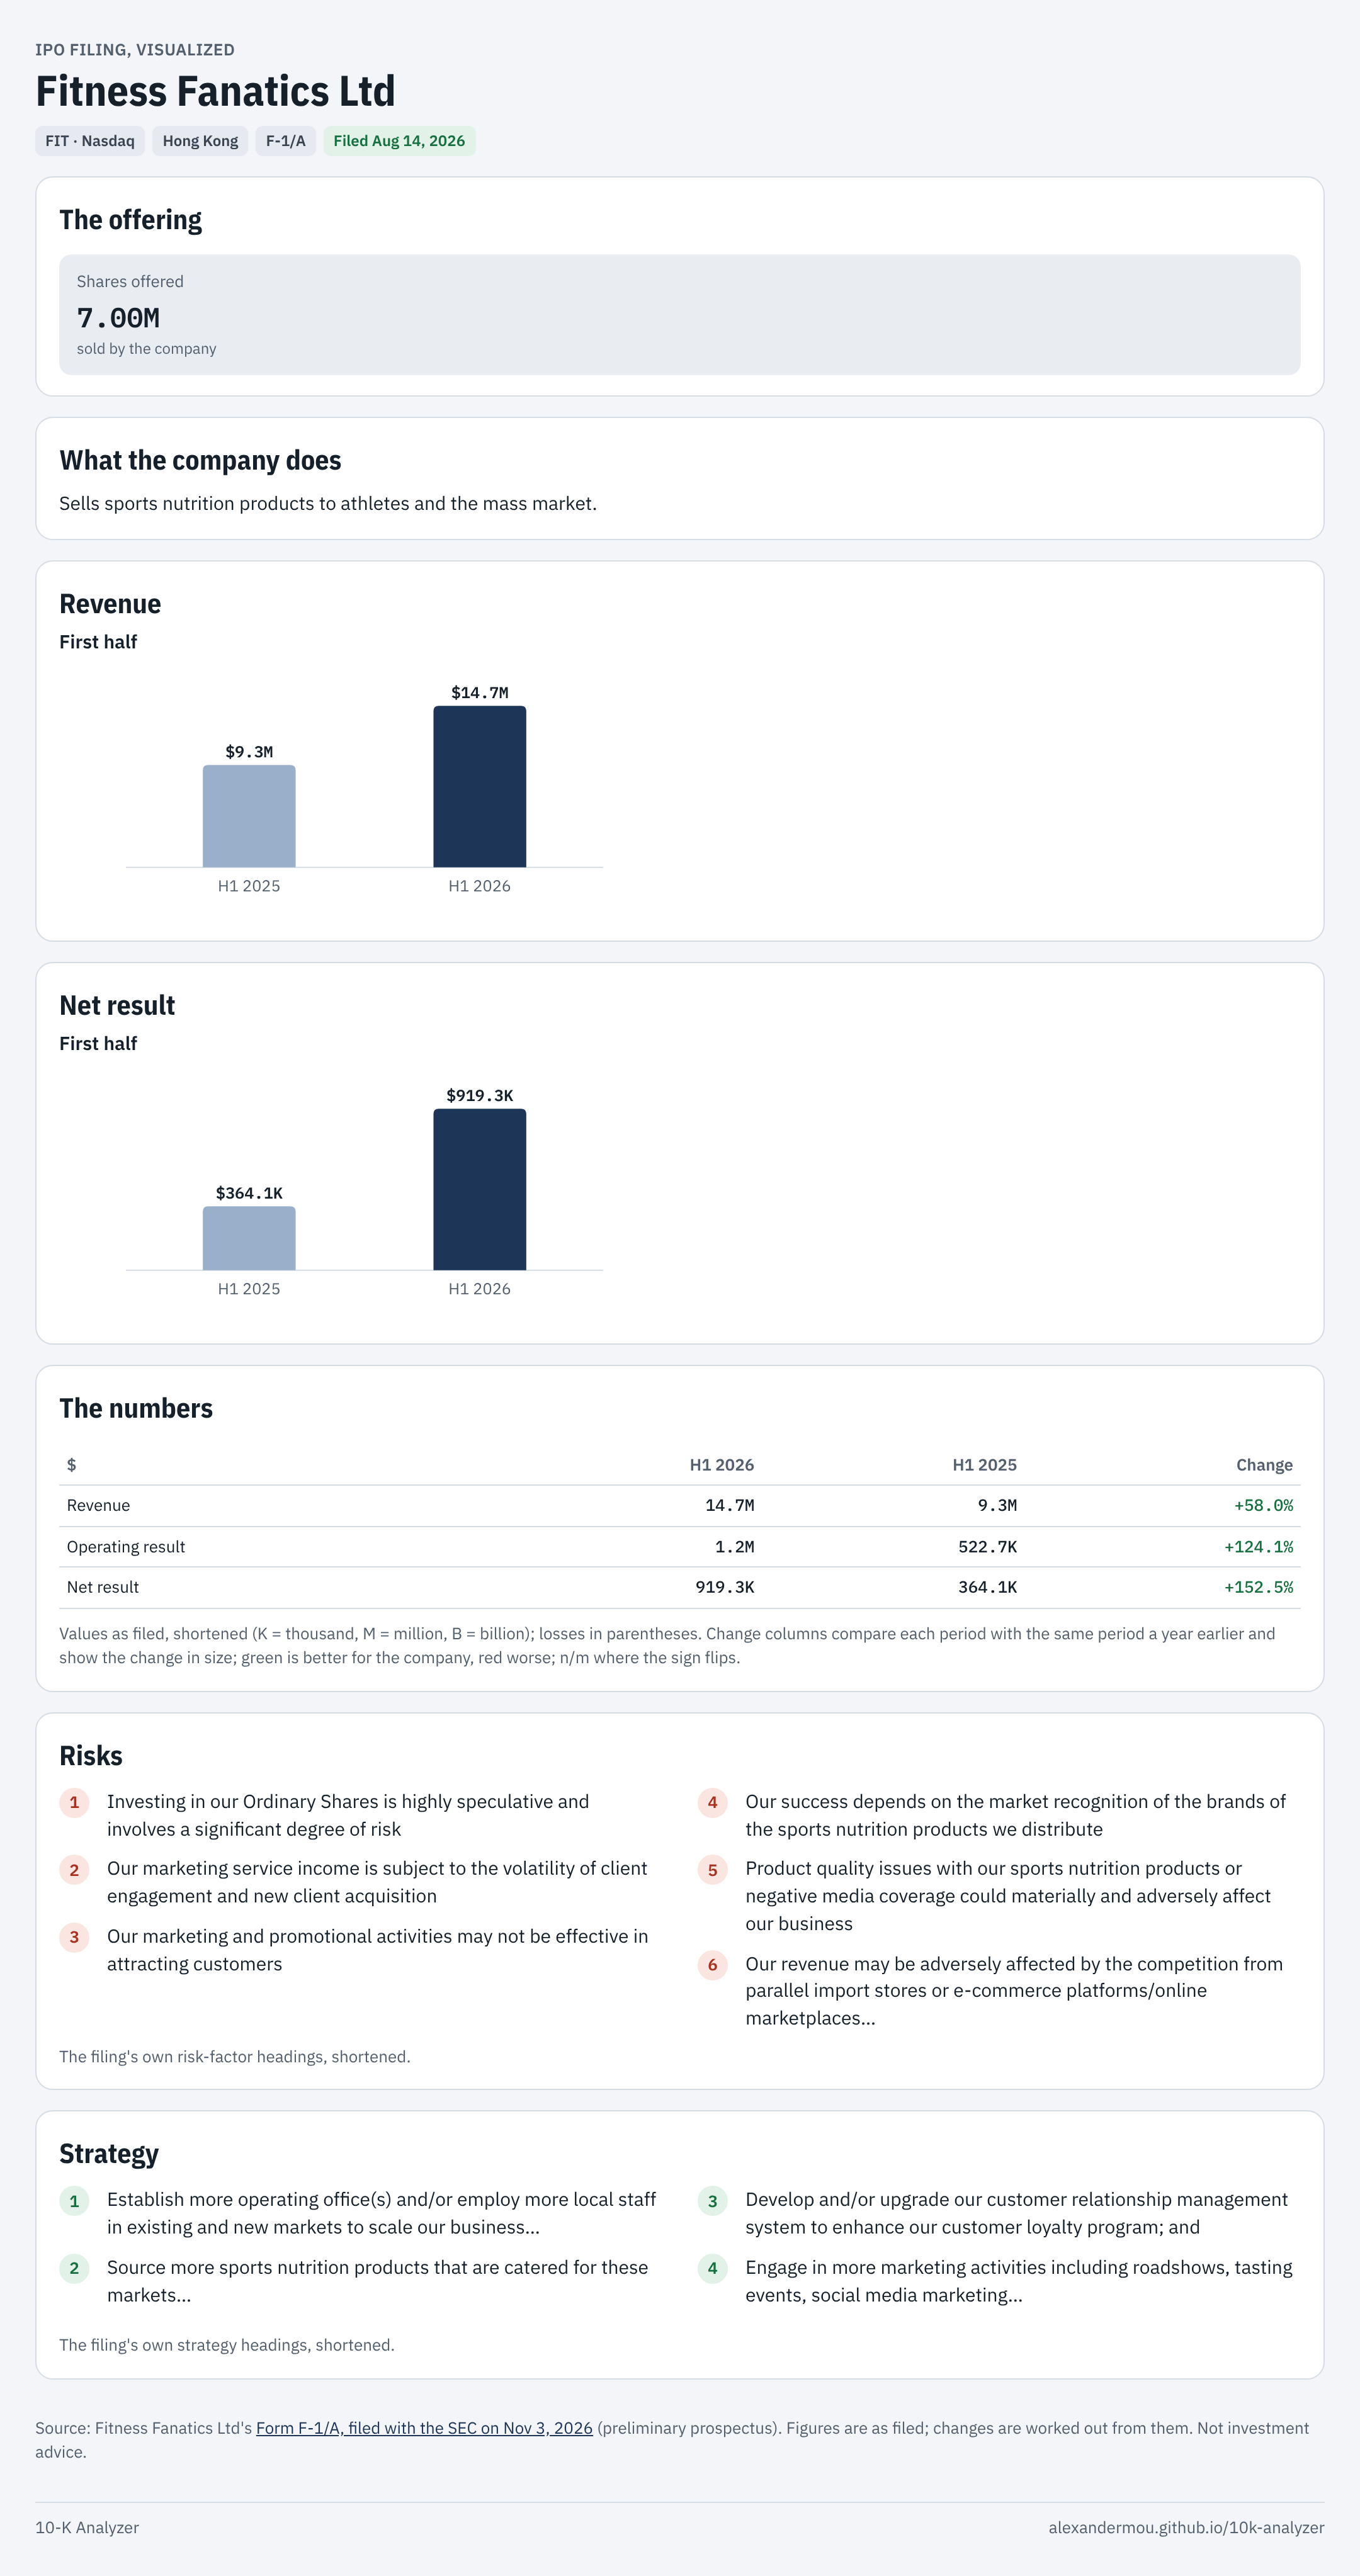 IPO FILING, VISUALIZED
Fitness Fanatics Ltd
FIT · Nasdaq Hong Kong F-1/A Filed Aug 14, 2026
The offering
Shares offered
7.00M
sold by the company
What the company does
Sells sports nutrition products to athletes and the mass market.
Revenue
First half
$14.7M
$9.3M
H1 2025 H1 2026
Net result
First half
$919.3K
$364.1K
H1 2025 H1 2026
The numbers
$ H1 2026 H1 2025 Change
Revenue 14.7M 9.3M +58.0%
Operating result 1.2M 522.7K +124.1%
Net result 919.3K 364.1K +152.5%
Values as filed, shortened (K = thousand, M = million, B = billion); losses in parentheses. Change columns compare each period with the same period a year earlier and
show the change in size; green is better for the company, red worse; n/m where the sign flips.
Risks
1 Investing in our Ordinary Shares is highly speculative and
involves a significant degree of risk
2 Our marketing service income is subject to the volatility of client
engagement and new client acquisition
3 Our marketing and promotional activities may not be effective in
attracting customers
4 Our success depends on the market recognition of the brands of
the sports nutrition products we distribute
5 Product quality issues with our sports nutrition products or
negative media coverage could materially and adversely affect
our business
6 Our revenue may be adversely affected by the competition from
parallel import stores or e-commerce platforms/online
marketplaces...
The filing's own risk-factor headings, shortened.
Strategy
1 Establish more operating office(s) and/or employ more local staff
in existing and new markets to scale our business...
2 Source more sports nutrition products that are catered for these
markets...
3 Develop and/or upgrade our customer relationship management
system to enhance our customer loyalty program; and
4 Engage in more marketing activities including roadshows, tasting
events, social media marketing...
The filing's own strategy headings, shortened.
Source: Fitness Fanatics Ltd's Form F-1/A, filed with the SEC on Nov 3, 2026 (preliminary prospectus). Figures are as filed; changes are worked out from them. Not investment
advice.
10-K Analyzer alexandermou.github.io/10k-analyzer